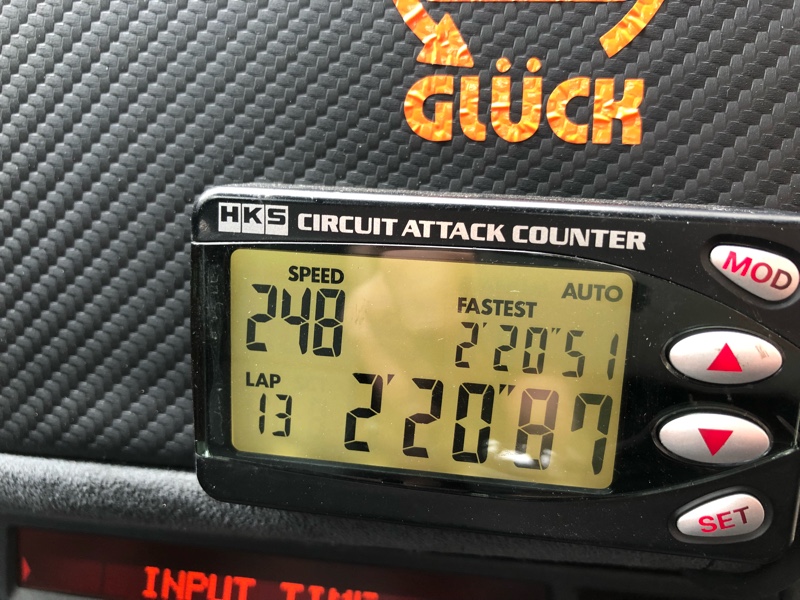 GLÜCK
HKS CIRCUIT ATTACK COUNTER
MODE
SPEED
AUTO
248
FASTEST
2'20"51
LAP
13
2'20"87
SET
INPUT